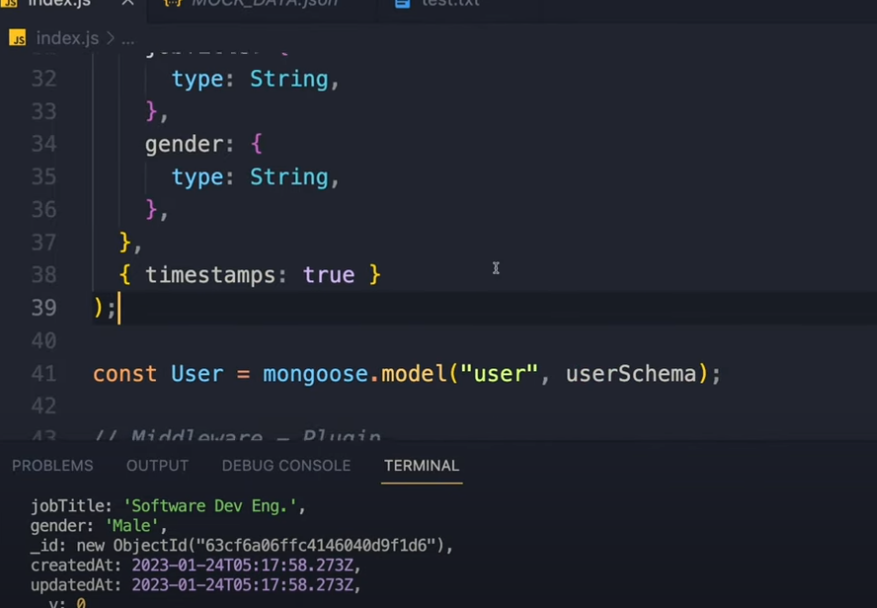 index.js MOCK_DATA.json test.txt
JS index.js > ...
32 type: String,
33 },
34 gender: {
35 type: String,
36 },
37 },
38 { timestamps: true }
39 );
40
41 const User = mongoose.model("user", userSchema);
42
43 // Middleware – Plugin
PROBLEMS OUTPUT DEBUG CONSOLE TERMINAL
jobTitle: 'Software Dev Eng.',
gender: 'Male',
_id: new ObjectId("63cf6a06ffc4146040d9f1d6"),
createdAt: 2023-01-24T05:17:58.273Z,
updatedAt: 2023-01-24T05:17:58.273Z,
__v: 0